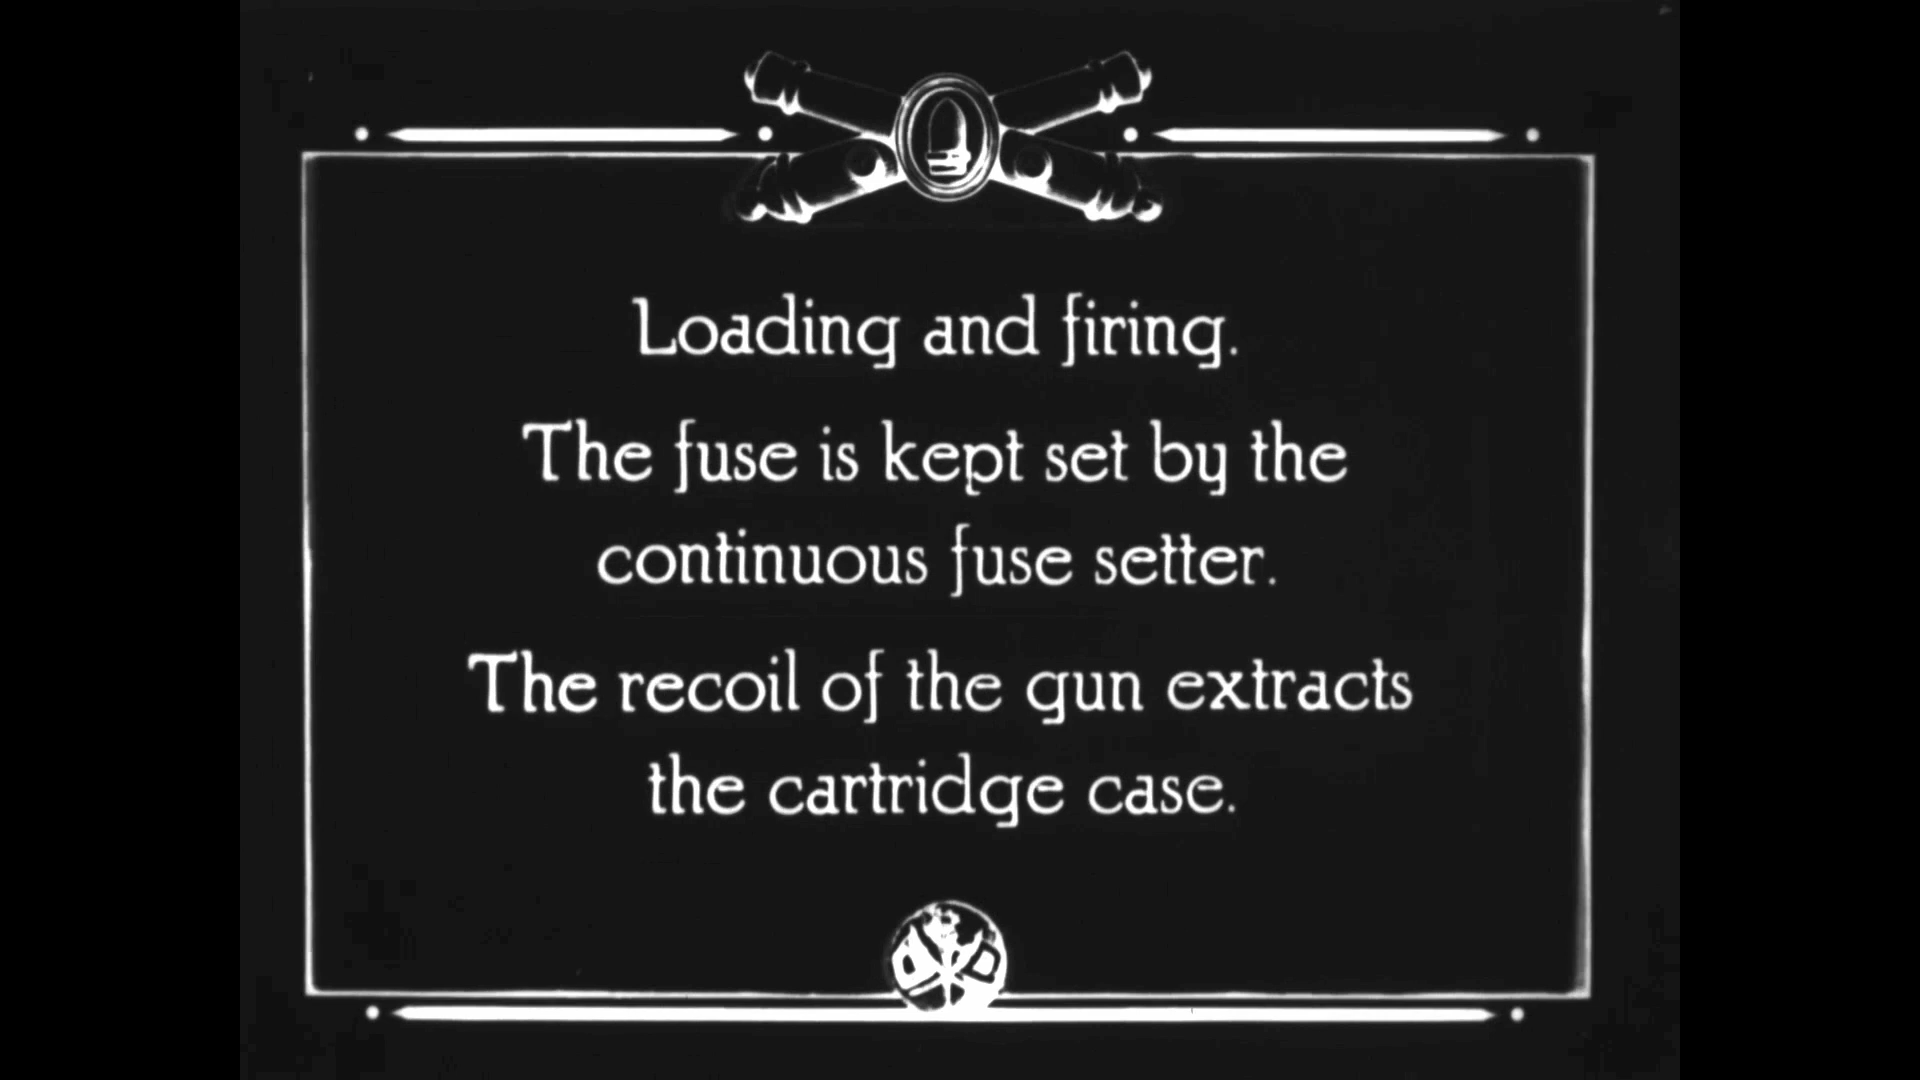 Loading and firing.
The fuse is kept set by the
continuous fuse setter.
The recoil of the gun extracts
the cartridge case.